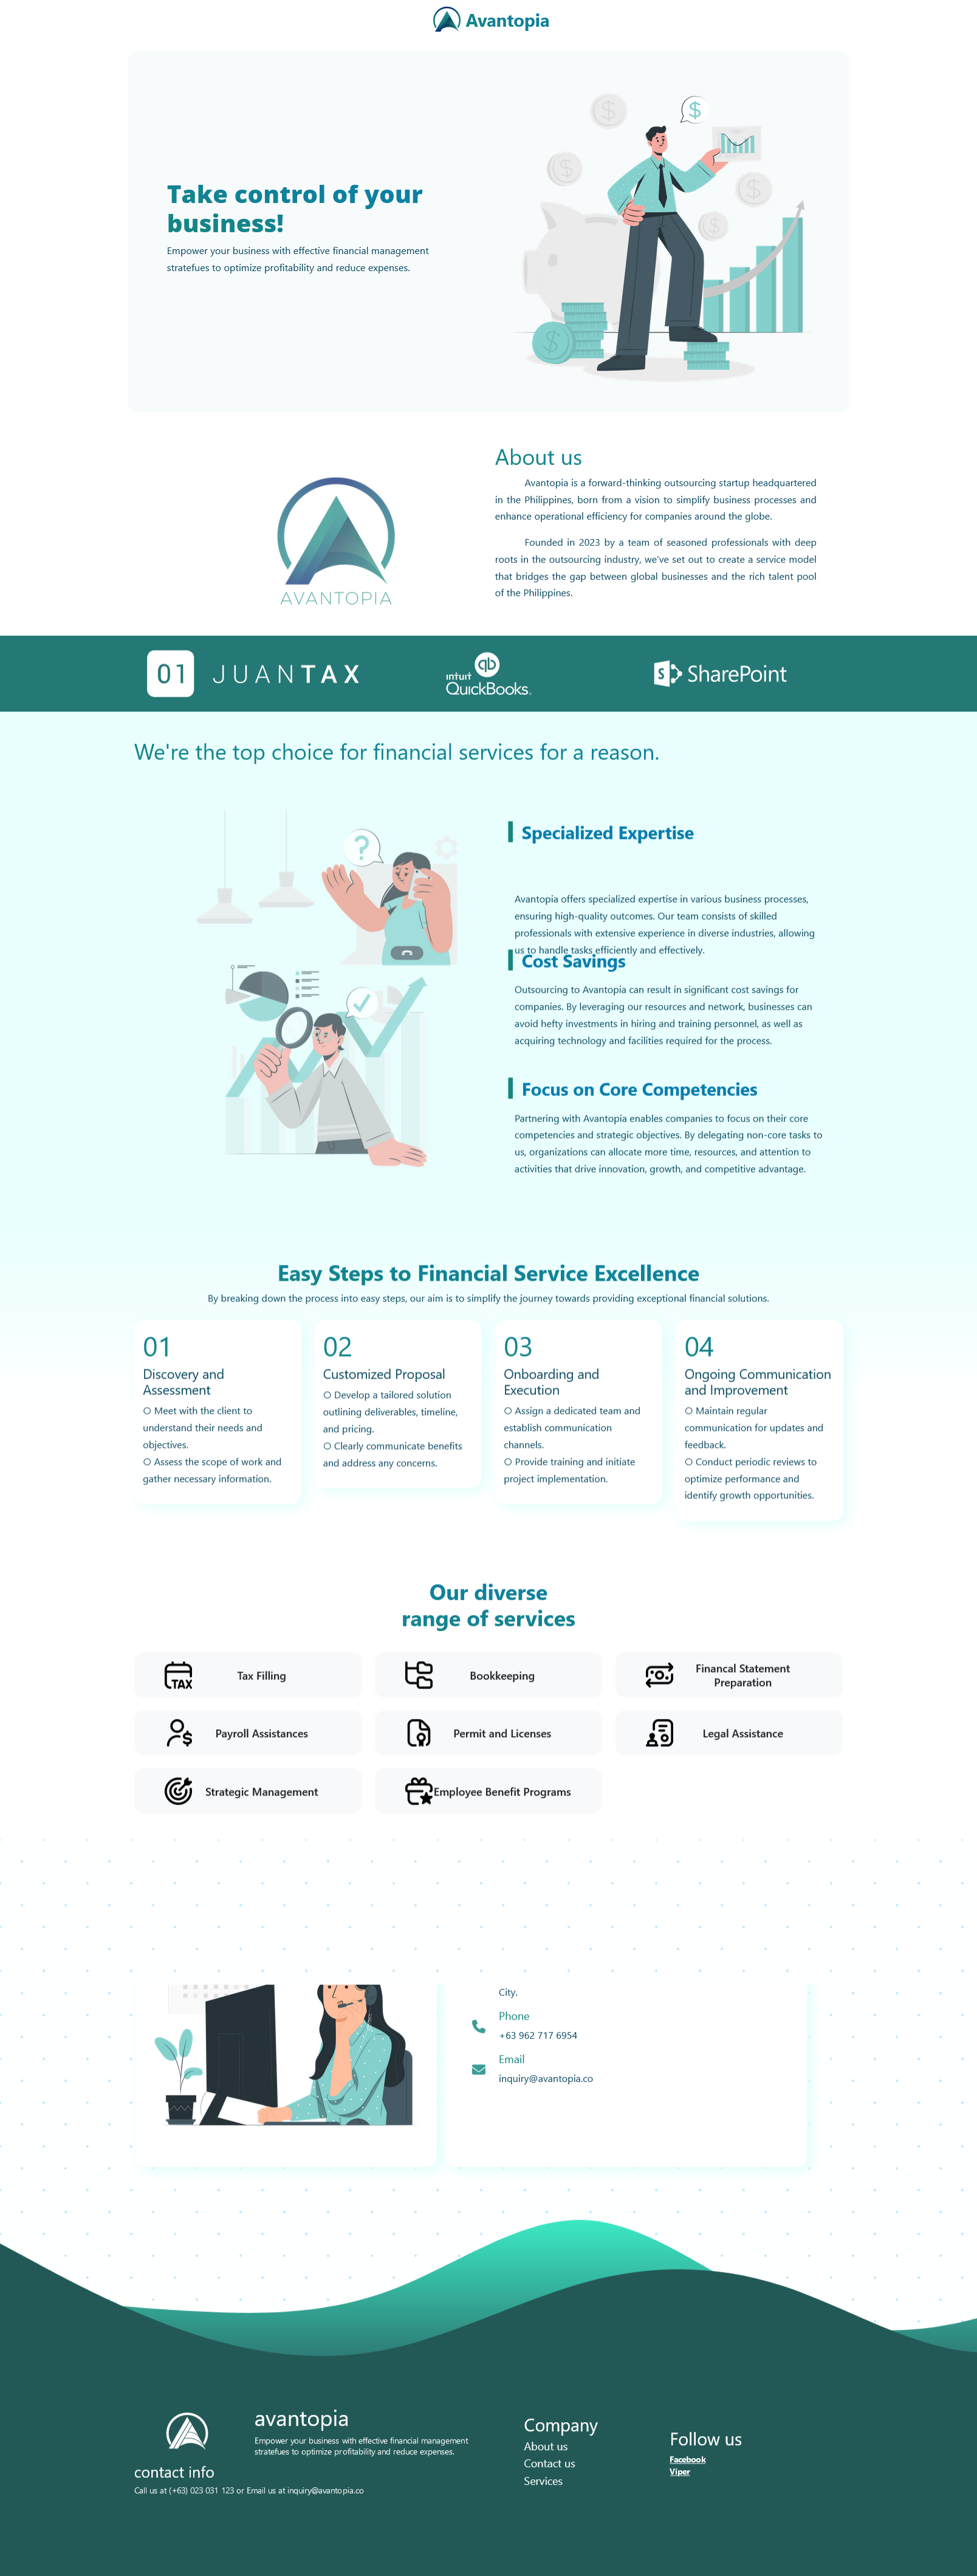 Avantopia
Take control of your
business!
Empower your business with effective financial management
stratefues to optimize profitability and reduce expenses.
About us
Avantopia is a forward-thinking outsourcing startup headquartered
in the Philippines, born from a vision to simplify business processes and
enhance operational efficiency for companies around the globe.
Founded in 2023 by a team of seasoned professionals with deep
roots in the outsourcing industry, we've set out to create a service model
that bridges the gap between global businesses and the rich talent pool
of the Philippines.
AVANTOPIA
01 JUANTAX
intuit
qb
QuickBooks.
S SharePoint
We're the top choice for financial services for a reason.
Specialized Expertise
Avantopia offers specialized expertise in various business processes,
ensuring high-quality outcomes. Our team consists of skilled
professionals with extensive experience in diverse industries, allowing
us to handle tasks efficiently and effectively.
Cost Savings
Outsourcing to Avantopia can result in significant cost savings for
companies. By leveraging our resources and network, businesses can
avoid hefty investments in hiring and training personnel, as well as
acquiring technology and facilities required for the process.
Focus on Core Competencies
Partnering with Avantopia enables companies to focus on their core
competencies and strategic objectives. By delegating non-core tasks to
us, organizations can allocate more time, resources, and attention to
activities that drive innovation, growth, and competitive advantage.
Easy Steps to Financial Service Excellence
By breaking down the process into easy steps, our aim is to simplify the journey towards providing exceptional financial solutions.
01
Discovery and
Assessment
○ Meet with the client to
understand their needs and
objectives.
○ Assess the scope of work and
gather necessary information.
02
Customized Proposal
○ Develop a tailored solution
outlining deliverables, timeline,
and pricing.
○ Clearly communicate benefits
and address any concerns.
03
Onboarding and
Execution
○ Assign a dedicated team and
establish communication
channels.
○ Provide training and initiate
project implementation.
04
Ongoing Communication
and Improvement
○ Maintain regular
communication for updates and
feedback.
○ Conduct periodic reviews to
optimize performance and
identify growth opportunities.
Our diverse
range of services
TAX
Tax Filling
Bookkeeping
Financal Statement
Preparation
Payroll Assistances
Permit and Licenses
Legal Assistance
Strategic Management
Employee Benefit Programs
City.
Phone
+63 962 717 6954
Email
inquiry@avantopia.co
avantopia
Empower your business with effective financial management
stratefues to optimize profitability and reduce expenses.
contact info
Call us at (+63) 023 031 123 or Email us at inquiry@avantopia.co
Company
About us
Contact us
Services
Follow us
Facebook
Viper